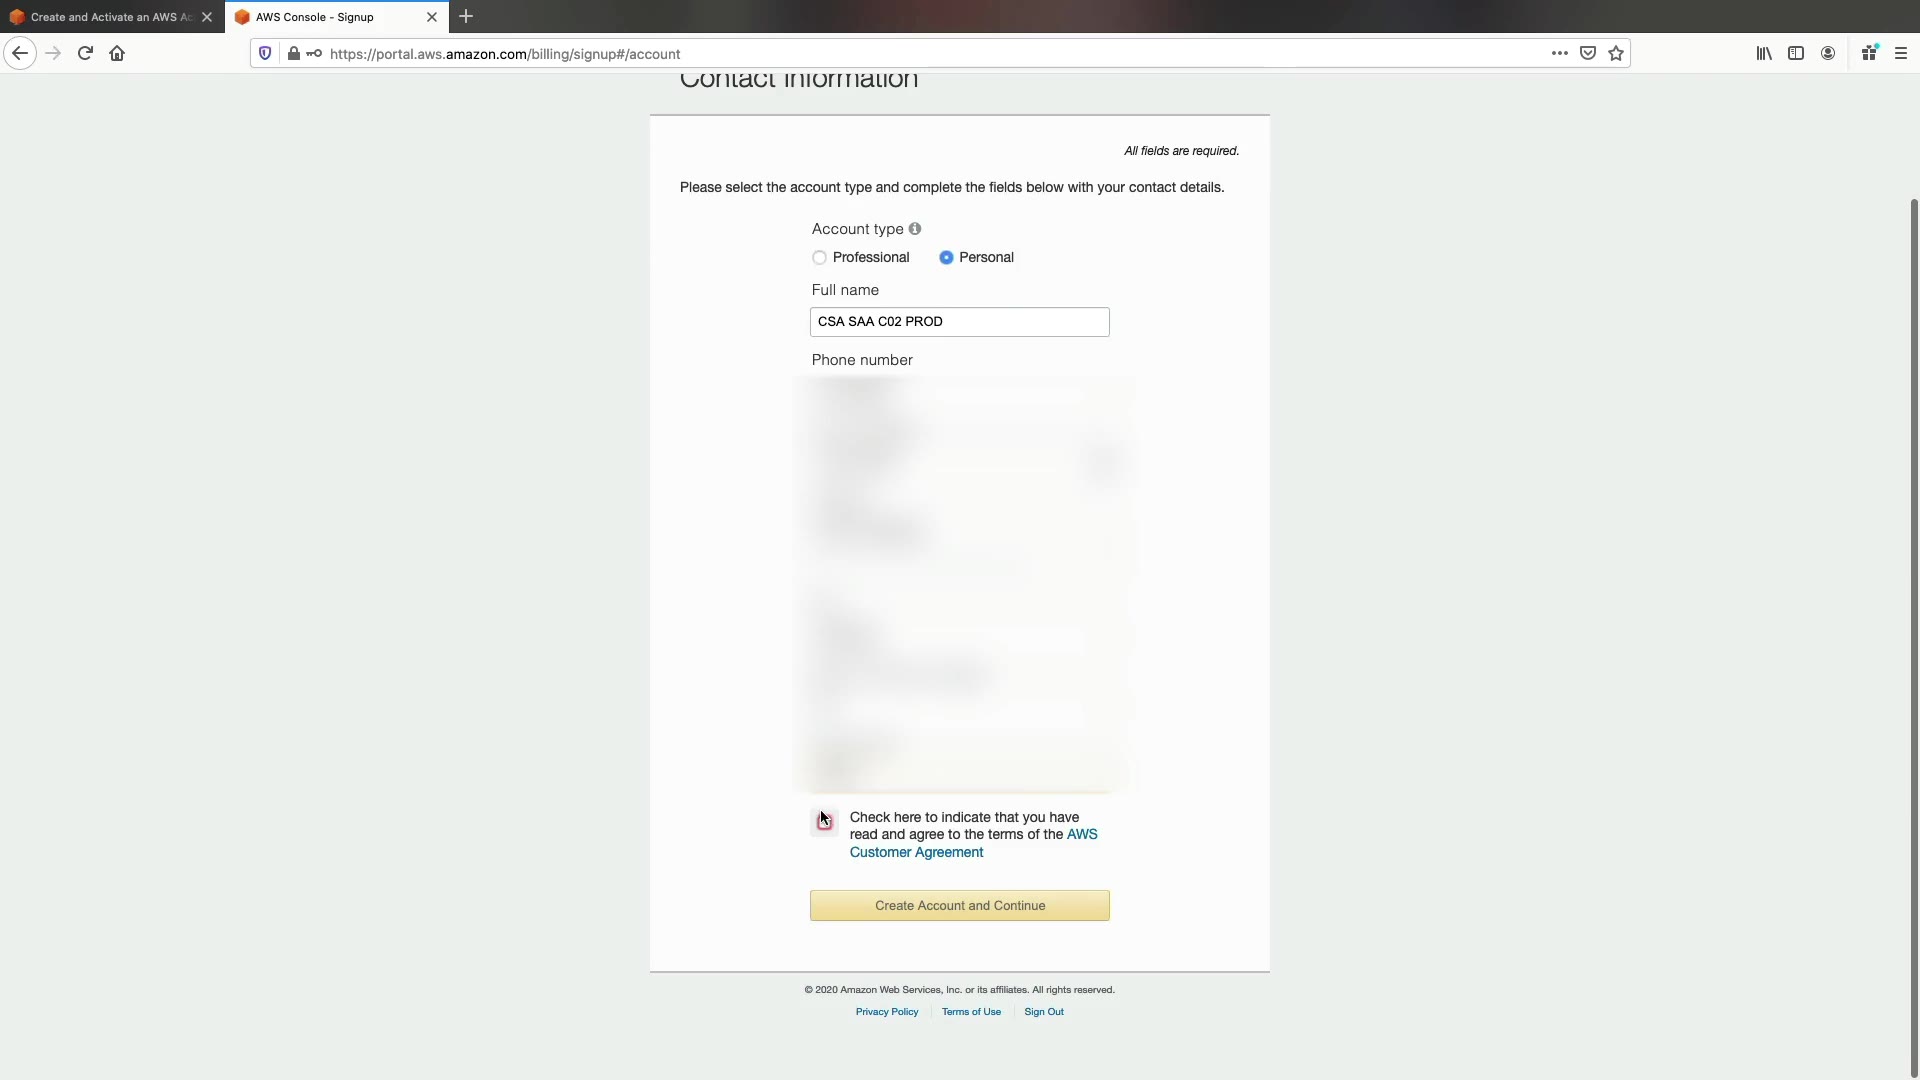 Create and Activate an AWS Ac
AWS Console - Signup
https://portal.aws.amazon.com/billing/signup#/account
Contact Information
All fields are required.
Please select the account type and complete the fields below with your contact details.
Account type
Professional
Personal
Full name
CSA SAA C02 PROD
Phone number
Check here to indicate that you have
read and agree to the terms of the AWS
Customer Agreement
Create Account and Continue
© 2020 Amazon Web Services, Inc. or its affiliates. All rights reserved.
Privacy Policy
Terms of Use
Sign Out